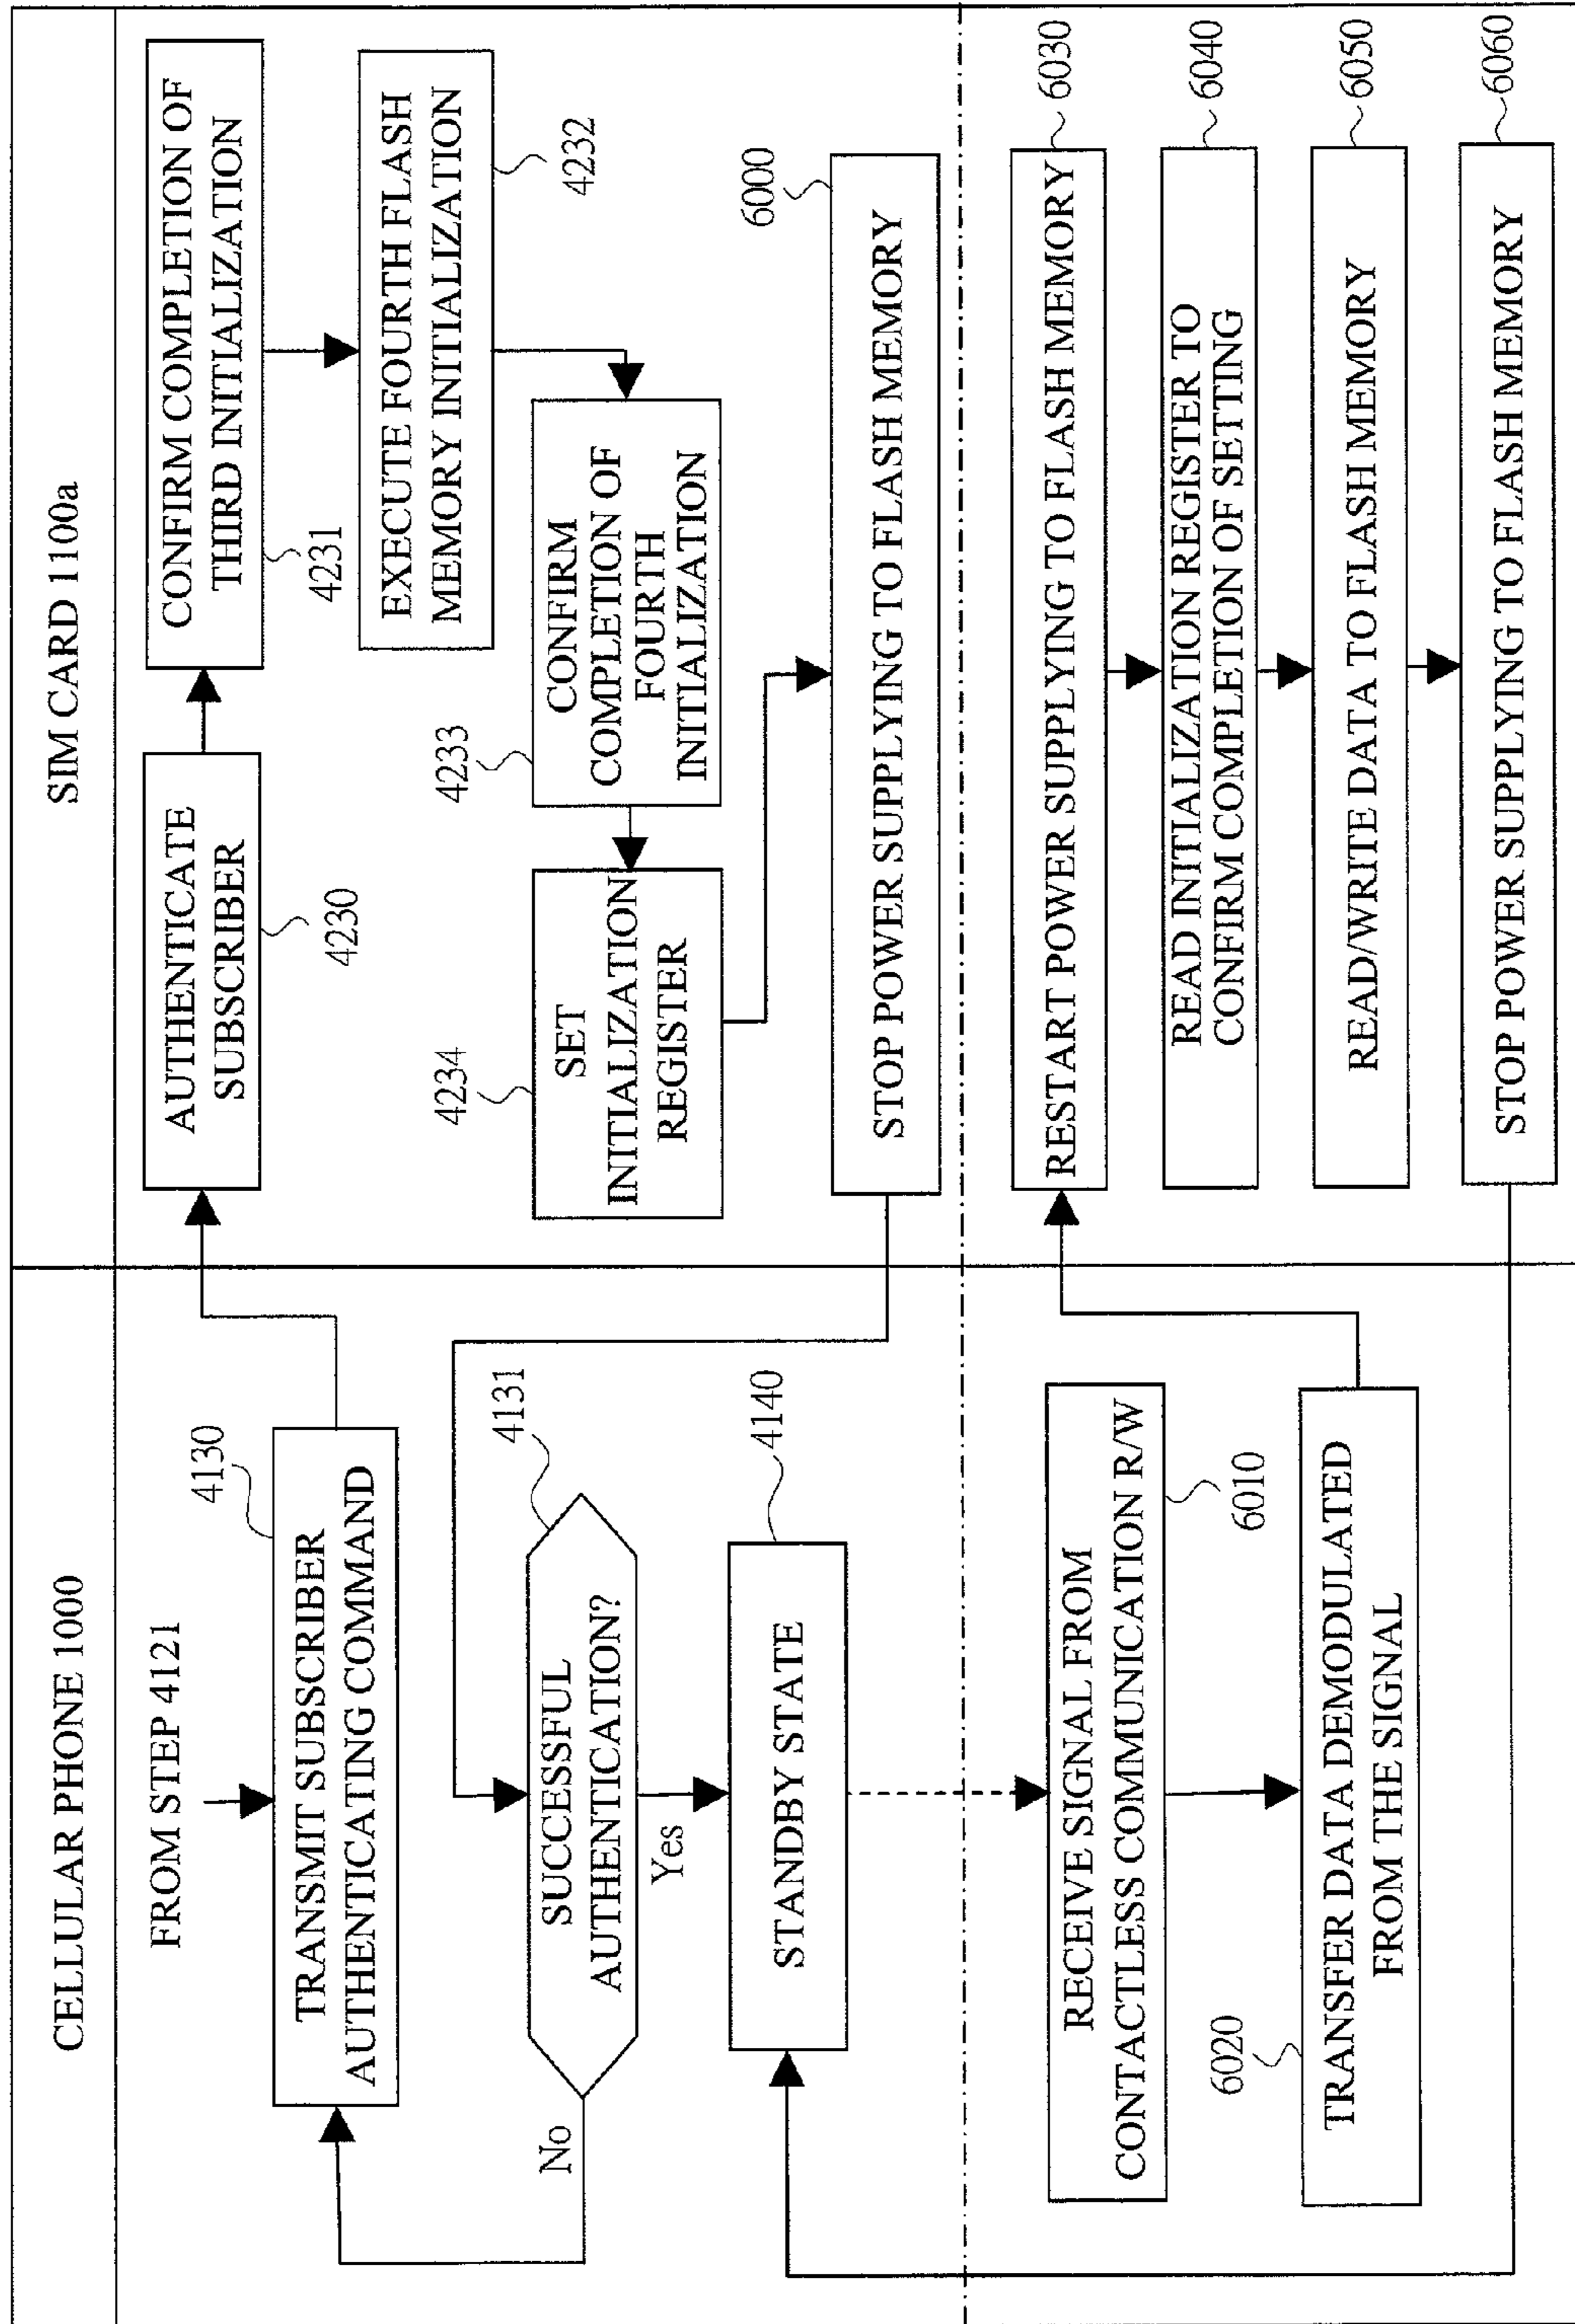 CELLULAR PHONE 1000
SIM CARD 1100a
FROM STEP 4121
4130
TRANSMIT SUBSCRIBER
AUTHENTICATING COMMAND
SUCCESSFUL
AUTHENTICATION?
4131
No
Yes
STANDBY STATE
4140
AUTHENTICATE
SUBSCRIBER
4230
CONFIRM COMPLETION OF
THIRD INITIALIZATION
4231
EXECUTE FOURTH FLASH
MEMORY INITIALIZATION
4232
4233
CONFIRM
COMPLETION OF
FOURTH
INITIALIZATION
4234
SET
INITIALIZATION
REGISTER
6000
STOP POWER SUPPLYING TO FLASH MEMORY
RECEIVE SIGNAL FROM
CONTACTLESS COMMUNICATION R/W
6010
6020
TRANSFER DATA DEMODULATED
FROM THE SIGNAL
RESTART POWER SUPPLYING TO FLASH MEMORY
6030
READ INITIALIZATION REGISTER TO
CONFIRM COMPLETION OF SETTING
6040
READ/WRITE DATA TO FLASH MEMORY
6050
STOP POWER SUPPLYING TO FLASH MEMORY
6060